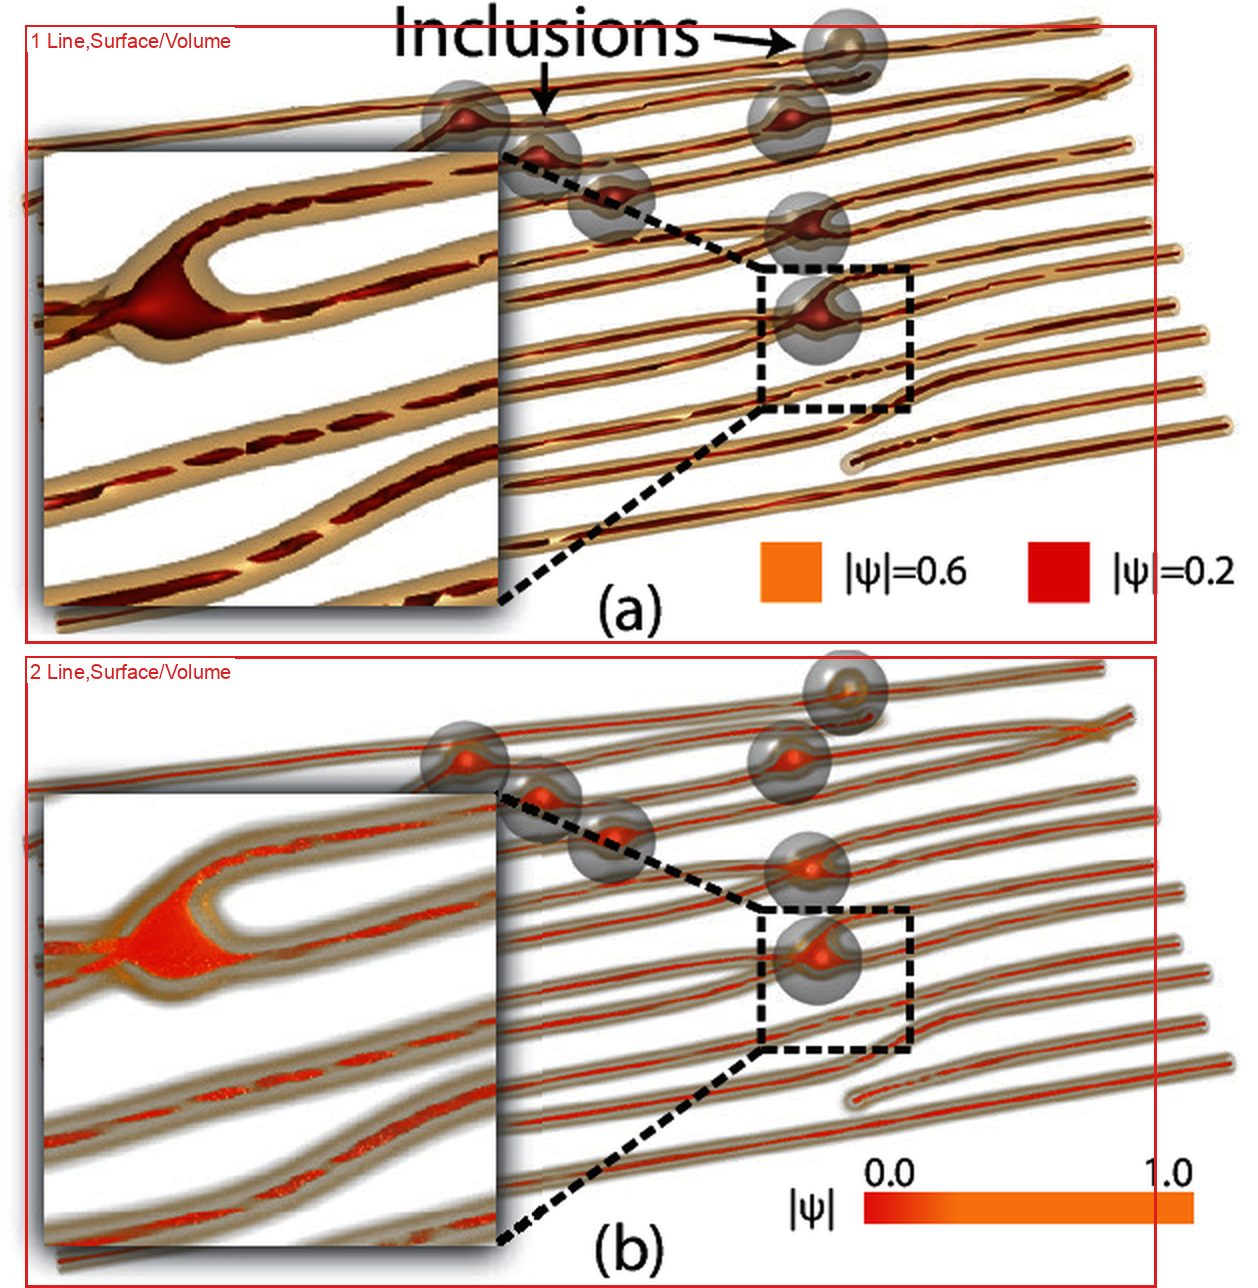 1 Line,Surface/Volume
Inclusions
|ψ|=0.6
|ψ|=0.2
(a)
2 Line,Surface/Volume
0.0
1.0
|ψ|
(b)